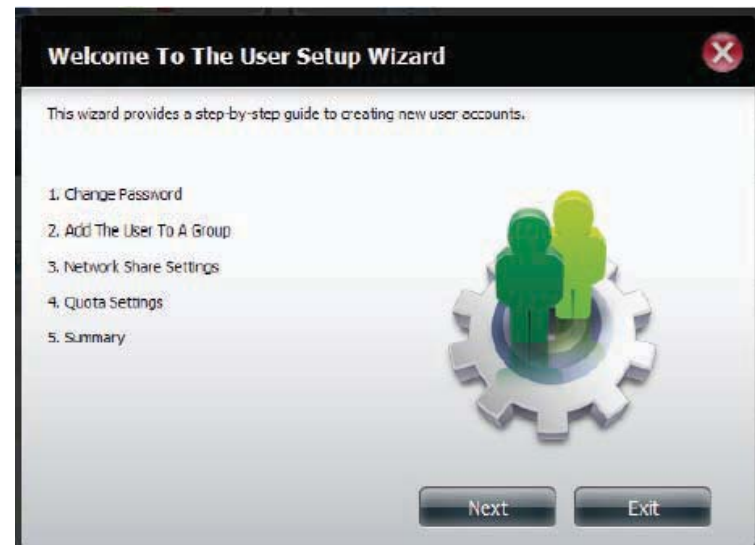 Welcome To The User Setup Wizard
This wizard provides a step-by-step guide to creating new user accounts.
1. Change Password
2. Add The User To A Group
3. Network Share Settings
4. Quota Settings
5. Summary
Next
Exit